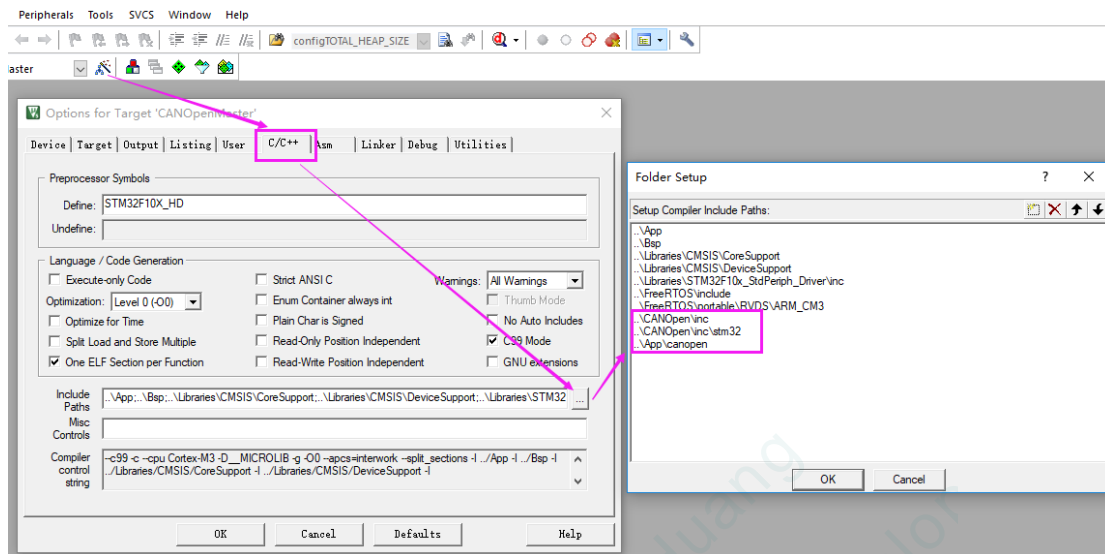 Peripherals Tools SVCS Window Help
configTOTAL_HEAP_SIZE
laster
Options for Target 'CANOpenMaster'
Device Target Output Listing User C/C++ Asm Linker Debug Utilities
Preprocessor Symbols
Define: STM32F10X_HD
Undefine:
Language / Code Generation
Execute-only Code
Strict ANSI C
Warnings: All Warnings
Optimization: Level 0 (-O0)
Enum Container always int
Thumb Mode
Optimize for Time
Plain Char is Signed
No Auto Includes
Split Load and Store Multiple
Read-Only Position Independent
C99 Mode
One ELF Section per Function
Read-Write Position Independent
GNU extensions
Include Paths
..\App;..\Bsp;..\Libraries\CMSIS\CoreSupport;..\Libraries\CMSIS\DeviceSupport;..\Libraries\STM32
...
Misc Controls
Compiler control string
--c99 -c --cpu Cortex-M3 -D__MICROLIB -g -O0 --apcs=interwork --split_sections -I ../App -I ../Bsp -I
../Libraries/CMSIS/CoreSupport -I ../Libraries/CMSIS/DeviceSupport -I
OK Cancel Defaults Help
Folder Setup
?
Setup Compiler Include Paths:
..\App
..\Bsp
..\Libraries\CMSIS\CoreSupport
..\Libraries\CMSIS\DeviceSupport
..\Libraries\STM32F10x_StdPeriph_Driver\inc
..\FreeRTOS\include
..\FreeRTOS\portable\RVDS\ARM_CM3
..\CANOpen\inc
..\CANOpen\inc\stm32
..\App\canopen
OK Cancel